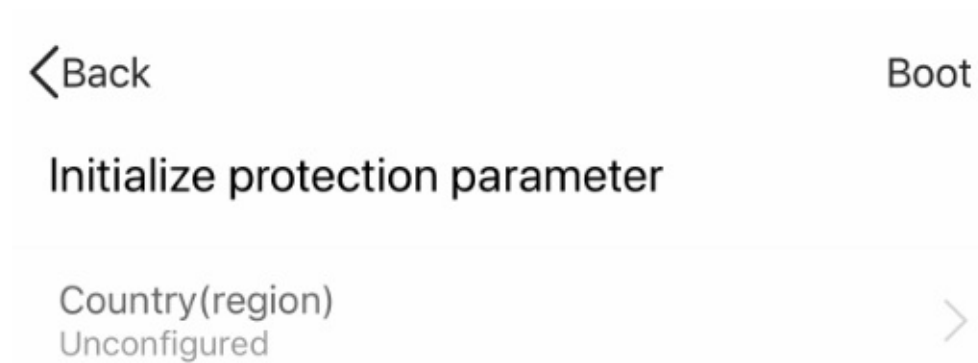 Back
Boot
Initialize protection parameter
Country(region)
Unconfigured